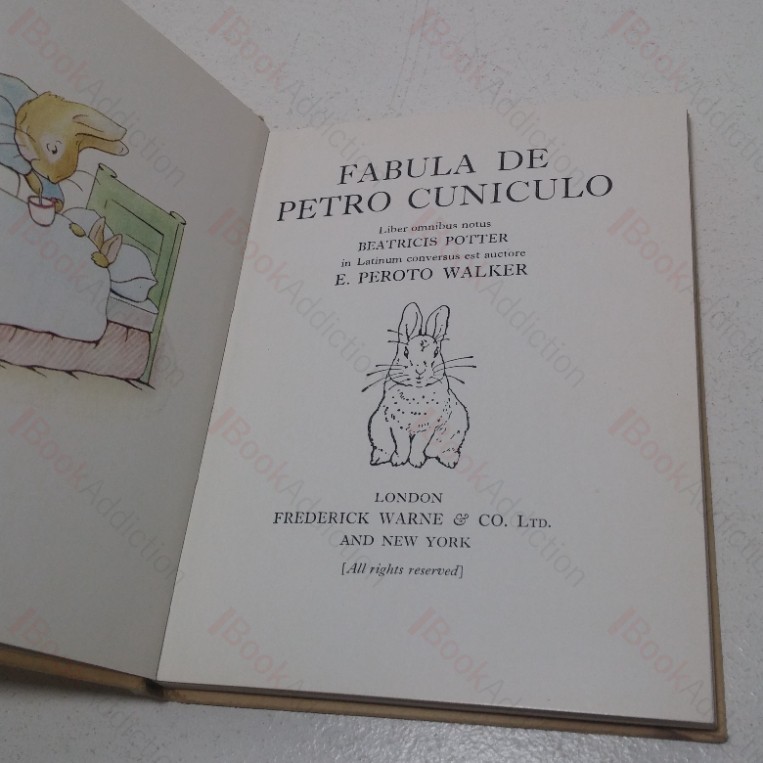 FABULA DE
PETRO CUNICULO
Liber omnibus notus
BEATRICIS POTTER
in Latinum conversus est auctore
E. PEROTO WALKER
LONDON
FREDERICK WARNE & CO. LTD.
AND NEW YORK
[All rights reserved]
BookAddiction